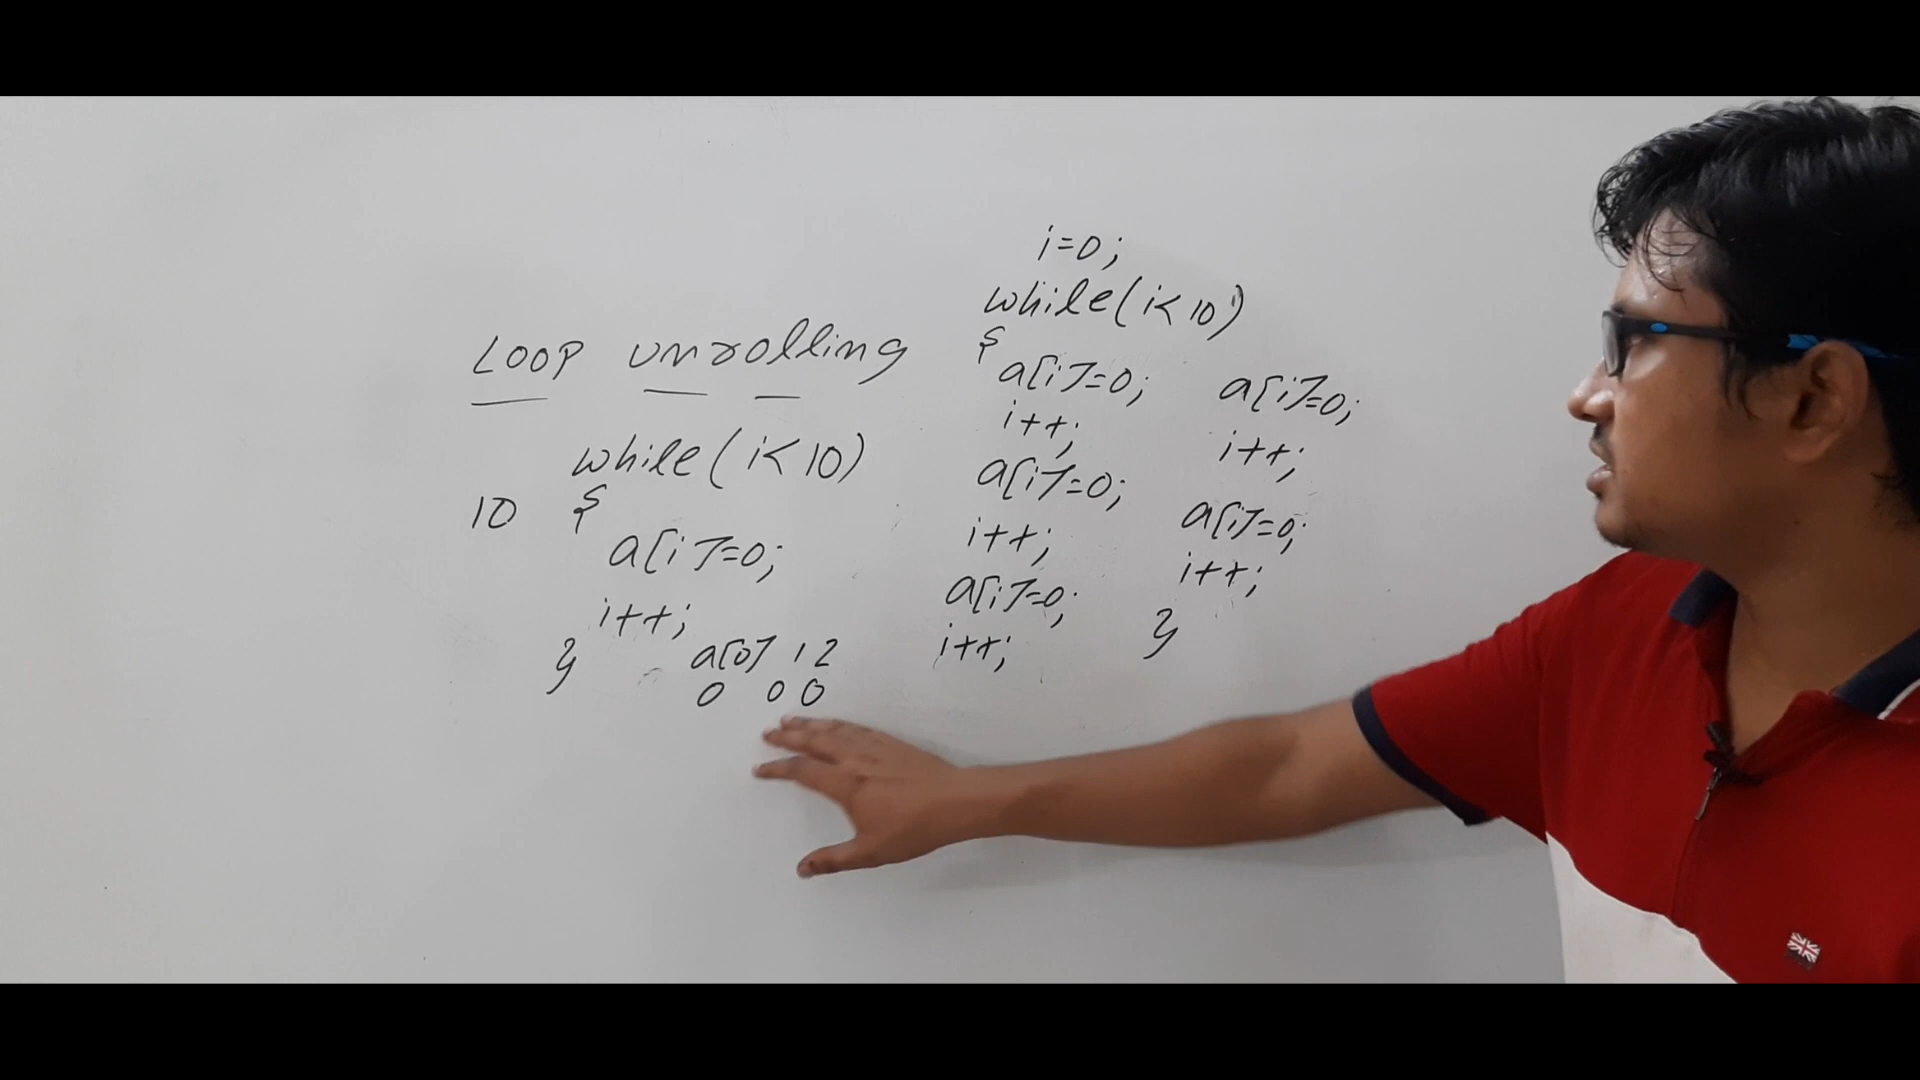 Loop unrolling
while(i<10)
10 {
a[i]=0;
i++;
}
a[0] 1 2
0 0 0
i=0;
while(i<10)
{
a[i]=0;
i++;
a[i]=0;
i++;
a[i]=0;
i++;
a[i]=0;
i++;
a[i]=0;
i++;
}